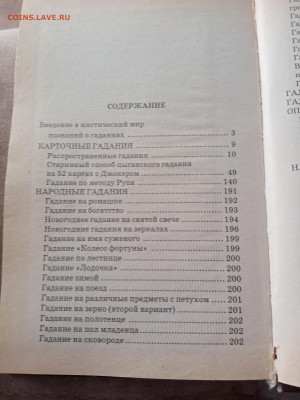 COINS.LAVE.RU
СОДЕРЖАНИЕ
Введение в мистический мир
познаний о гаданиях 3
КАРТОЧНЫЕ ГАДАНИЯ 9
Распространенные гадания 10
Старинный способ цыганского гадания
на 52 картах с Джокером 49
Гадание по методу Рупа 140
НАРОДНЫЕ ГАДАНИЯ 191
Гадание на ромашке 192
Гадание на богатство 193
Новогоднее гадание на святой свече 194
Новогодние гадания на зеркалах 196
Гадание на имя суженого 199
Гадание «Колесо фортуны» 199
Гадание по лестнице 200
Гадание «Лодочка» 200
Гадание зимой 200
Гадание на поезд 200
Гадание на различные предметы с петухом 201
Гадание на зерно (второй вариант) 201
Гадание на полотенце 202
Гадание на пол младенца 202
Гадание на сковороде 202